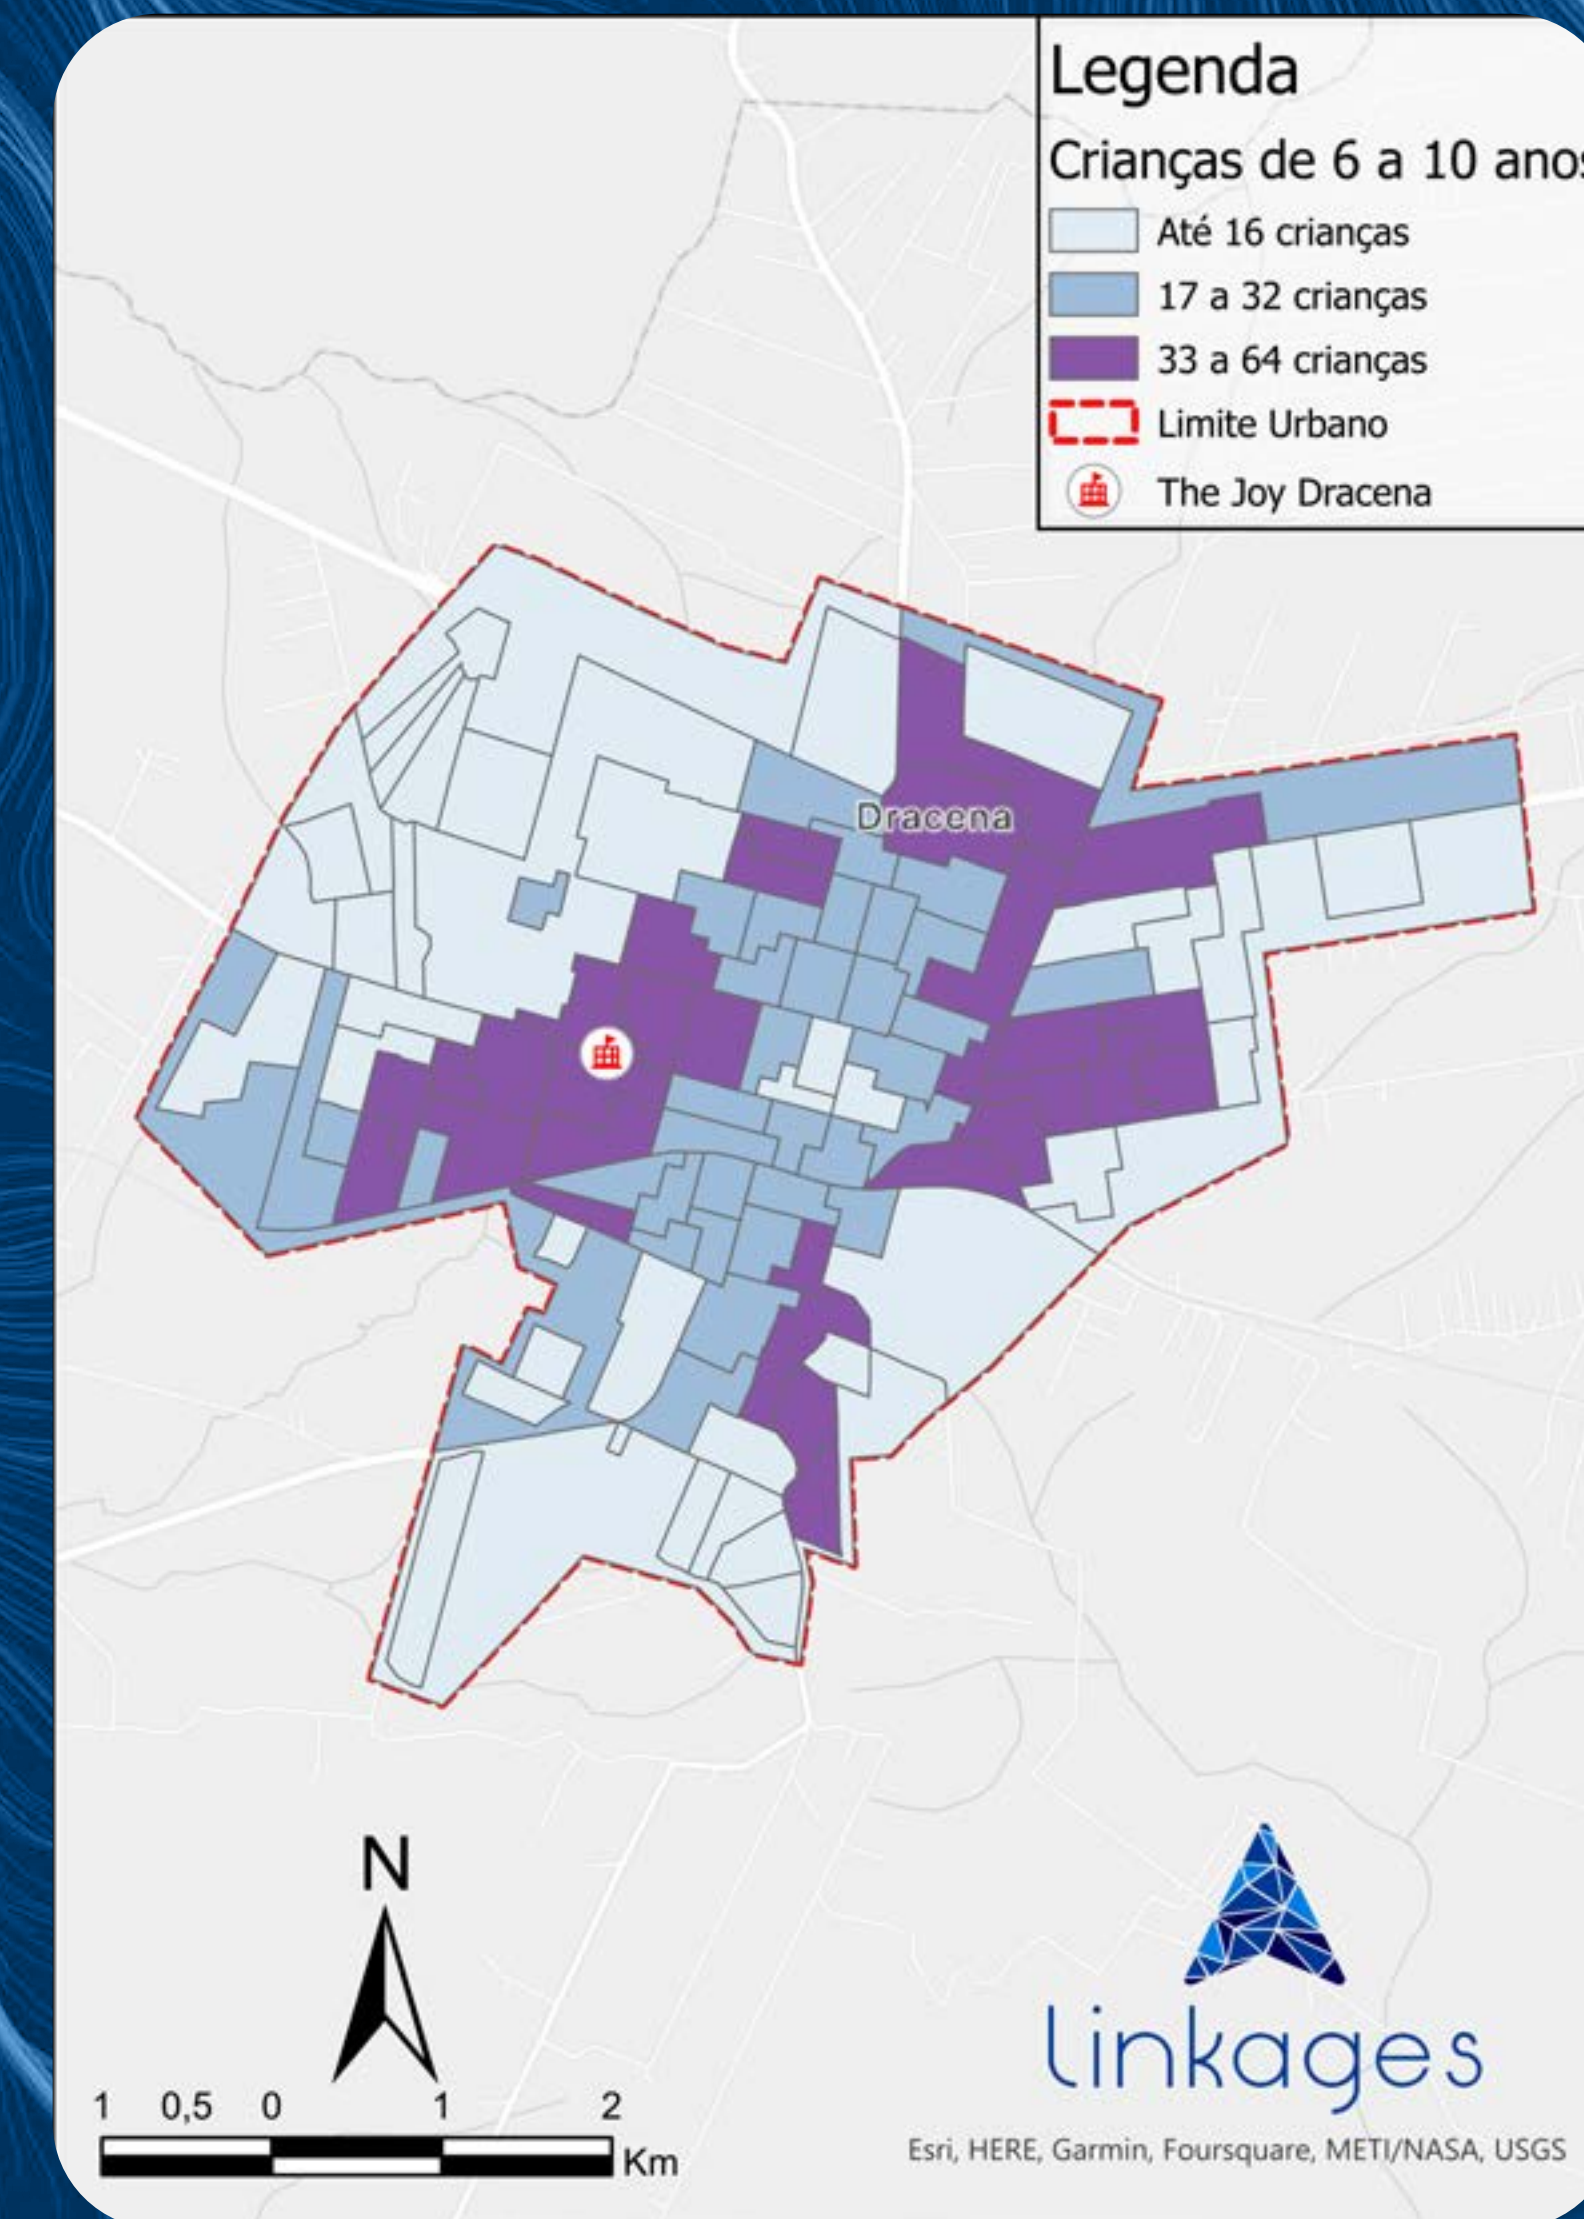 Legenda
Crianças de 6 a 10 anos
Até 16 crianças
17 a 32 crianças
33 a 64 crianças
Limite Urbano
The Joy Dracena
Dracena
N
1 0,5 0 1 2
Km
linkages
Esri, HERE, Garmin, Foursquare, METI/NASA, USGS